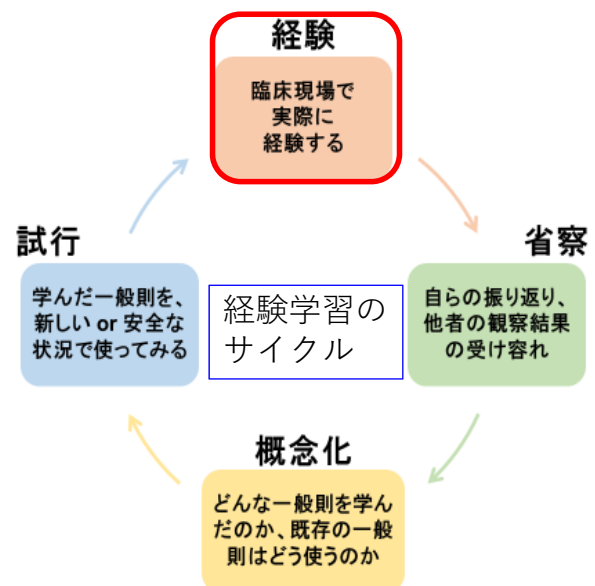 経験
臨床現場で
実際に
経験する
省察
自らの振り返り、
他者の観察結果
の受け容れ
概念化
どんな一般則を学ん
だのか、既存の一般
則はどう使うのか
試行
学んだ一般則を、
新しい or 安全な
状況で使ってみる
経験学習の
サイクル